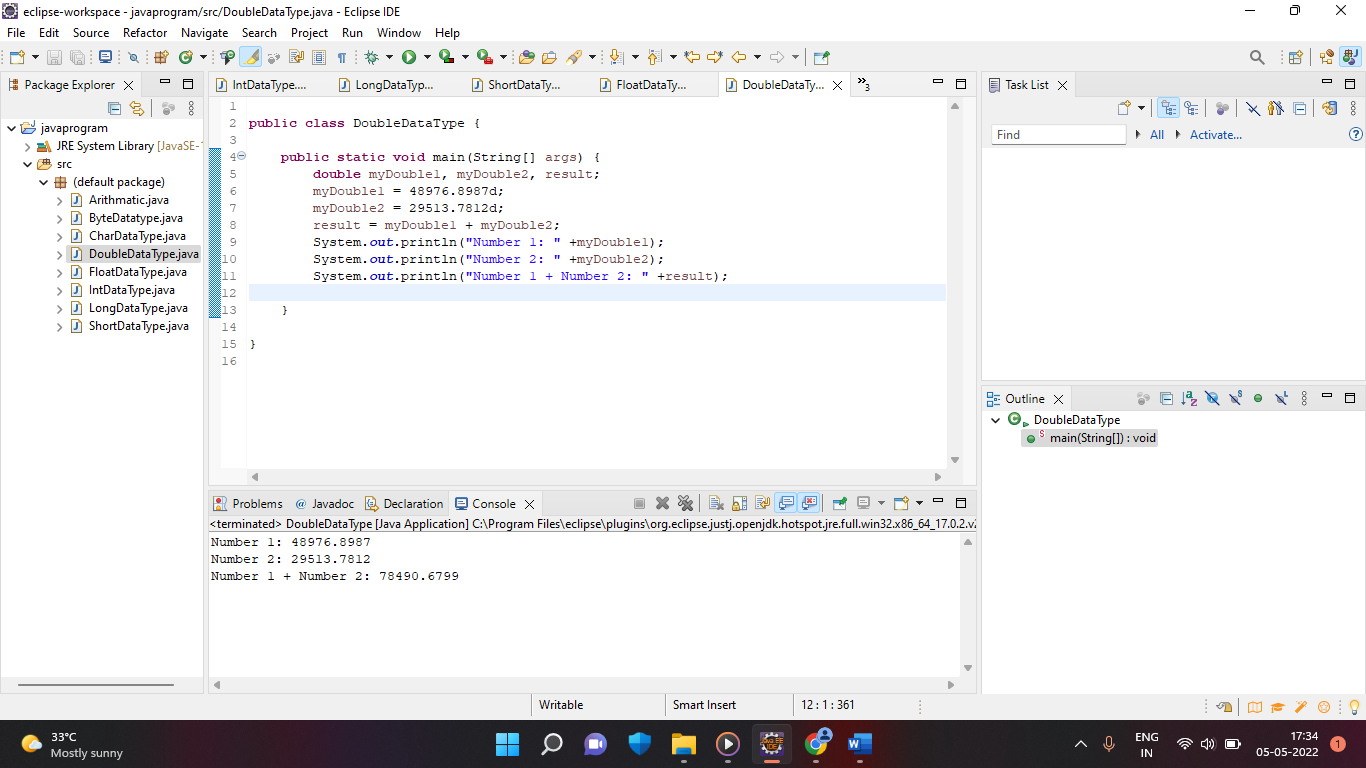 eclipse-workspace - javaprogram/src/DoubleDataType.java - Eclipse IDE
File Edit Source Refactor Navigate Search Project Run Window Help
Package Explorer
IntDataType.... LongDataTyp... ShortDataTy... FloatDataTy... DoubleDataTy... »3
Task List
javaprogram
JRE System Library [JavaSE-1
src
(default package)
Arithmatic.java
ByteDatatype.java
CharDataType.java
DoubleDataType.java
FloatDataType.java
IntDataType.java
LongDataType.java
ShortDataType.java
1
2 public class DoubleDataType {
3
4 public static void main(String[] args) {
5 double myDouble1, myDouble2, result;
6 myDouble1 = 48976.8987d;
7 myDouble2 = 29513.7812d;
8 result = myDouble1 + myDouble2;
9 System.out.println("Number 1: " +myDouble1);
10 System.out.println("Number 2: " +myDouble2);
11 System.out.println("Number 1 + Number 2: " +result);
12
13 }
14
15 }
16
Find All Activate...
Outline
DoubleDataType
main(String[]) : void
Problems @ Javadoc Declaration Console
<terminated> DoubleDataType [Java Application] C:\Program Files\eclipse\plugins\org.eclipse.justj.openjdk.hotspot.jre.full.win32.x86_64_17.0.2.v2
Number 1: 48976.8987
Number 2: 29513.7812
Number 1 + Number 2: 78490.6799
Writable Smart Insert 12 : 1 : 361
33°C
Mostly sunny
ENG
IN
17:34
05-05-2022
1